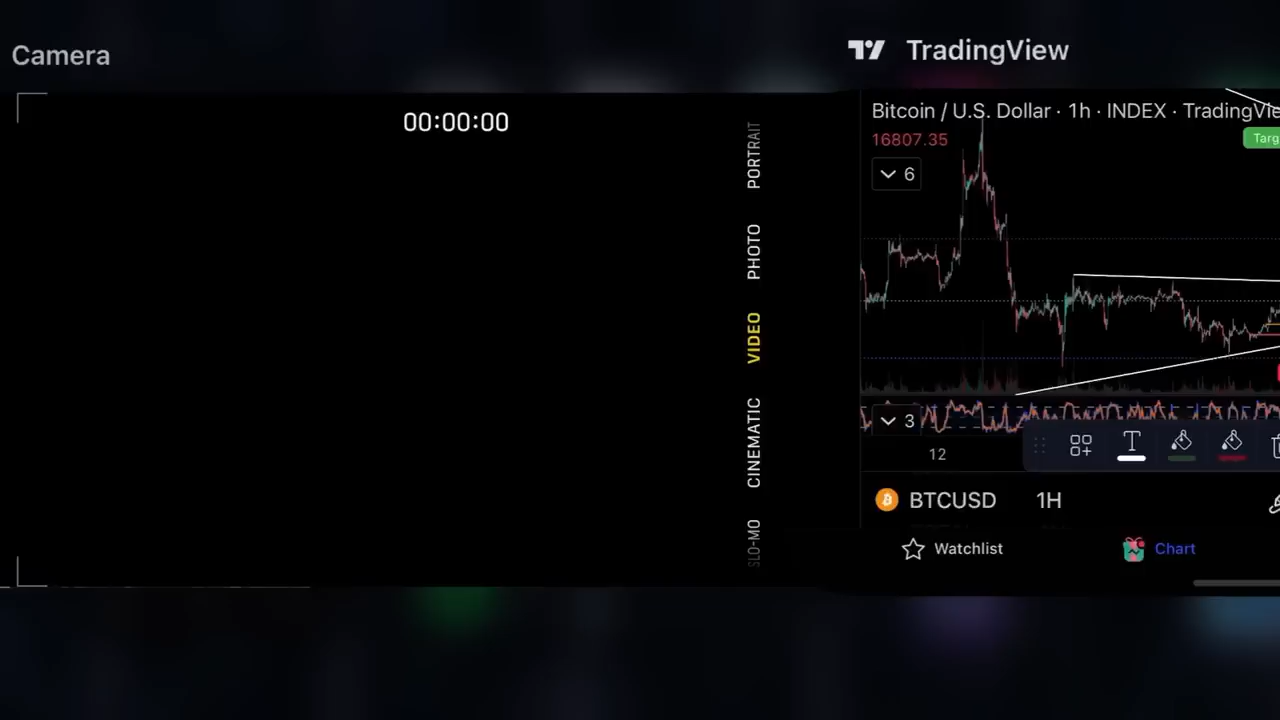 Camera
TradingView
00:00:00
PORTRAIT
PHOTO
VIDEO
CINEMATIC
SLO-MO
Bitcoin / U.S. Dollar · 1h · INDEX ·
16807.35
6
3
12
BTCUSD 1H
Watchlist
Chart